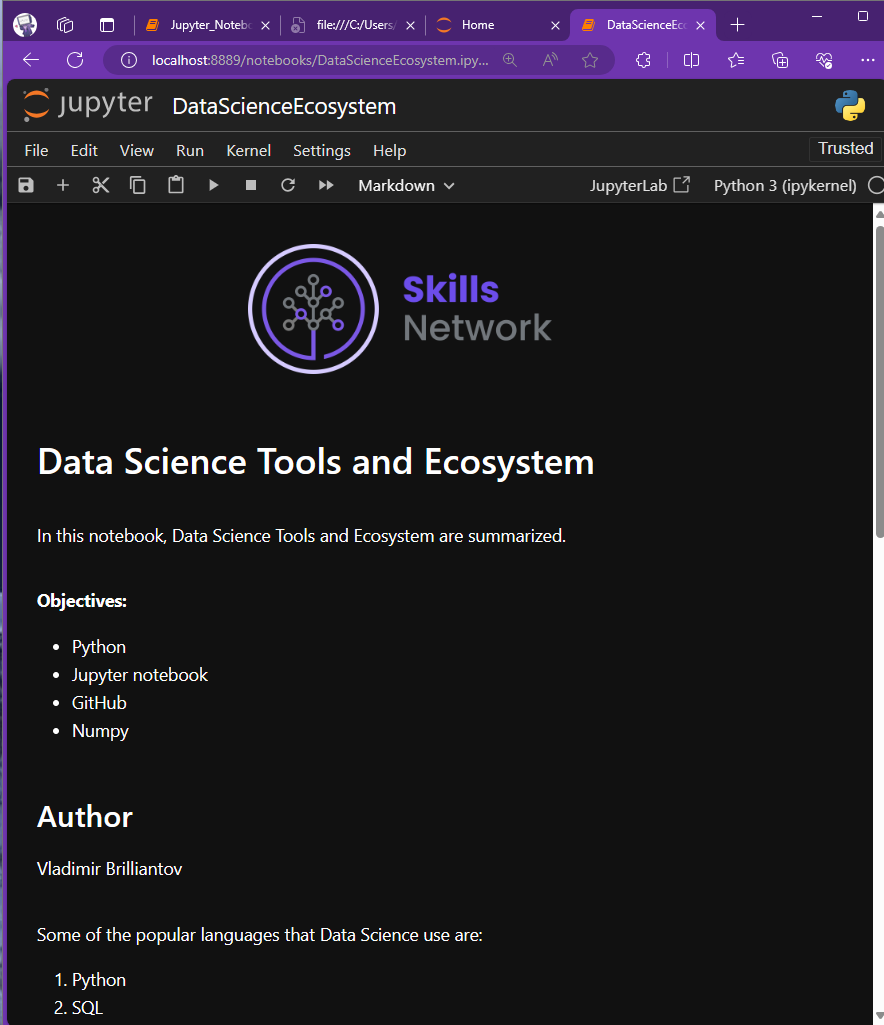 Jupyter_Noteb
file:///C:/Users/
Home
DataScienceEc
localhost:8889/notebooks/DataScienceEcosystem.ipy...
jupyter DataScienceEcosystem
File Edit View Run Kernel Settings Help Trusted
Markdown JupyterLab Python 3 (ipykernel)
Skills
Network
Data Science Tools and Ecosystem
In this notebook, Data Science Tools and Ecosystem are summarized.
Objectives:
• Python
• Jupyter notebook
• GitHub
• Numpy
Author
Vladimir Brilliantov
Some of the popular languages that Data Science use are:
1. Python
2. SQL